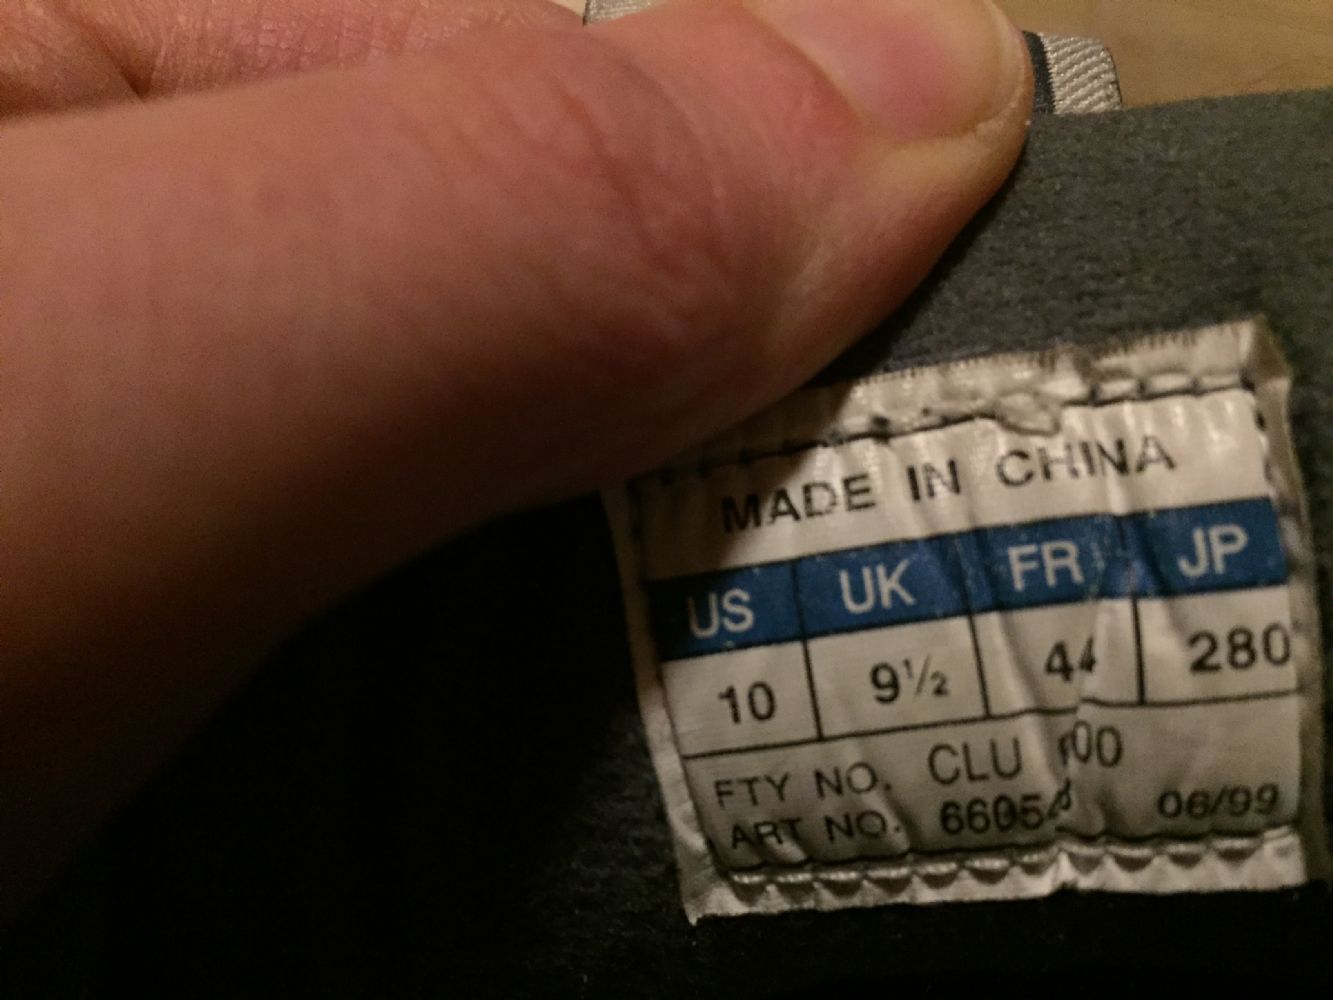 MADE IN CHINA
US UK FR JP
10 9½ 44 280
FTY NO. CLU
ART NO. 06/99